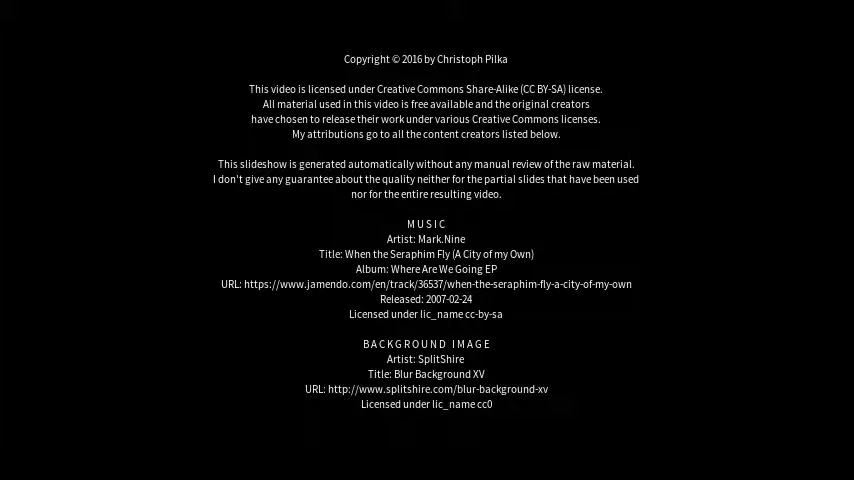 Copyright © 2016 by Christoph Pilka
This video is licensed under Creative Commons Share-Alike (CC BY-SA) license.
All material used in this video is free available and the original creators
have chosen to release their work under various Creative Commons licenses.
My attributions go to all the content creators listed below.
This slideshow is generated automatically without any manual review of the raw material.
I don't give any guarantee about the quality neither for the partial slides that have been used
nor for the entire resulting video.
MUSIC
Artist: Mark.Nine
Title: When the Seraphim Fly (A City of my Own)
Album: Where Are We Going EP
URL: https://www.jamendo.com/en/track/36537/when-the-seraphim-fly-a-city-of-my-own
Released: 2007-02-24
Licensed under lic_name cc-by-sa
BACKGROUND IMAGE
Artist: SplitShire
Title: Blur Background XV
URL: http://www.splitshire.com/blur-background-xv
Licensed under lic_name cc0